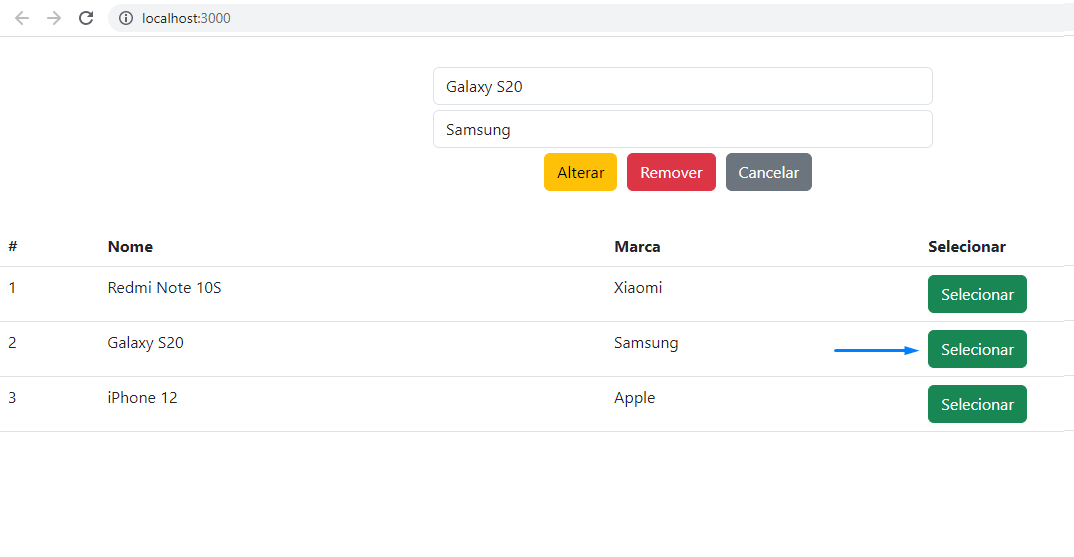 localhost:3000
Galaxy S20
Samsung
Alterar Remover Cancelar
# Nome Marca Selecionar
1 Redmi Note 10S Xiaomi Selecionar
2 Galaxy S20 Samsung Selecionar
3 iPhone 12 Apple Selecionar